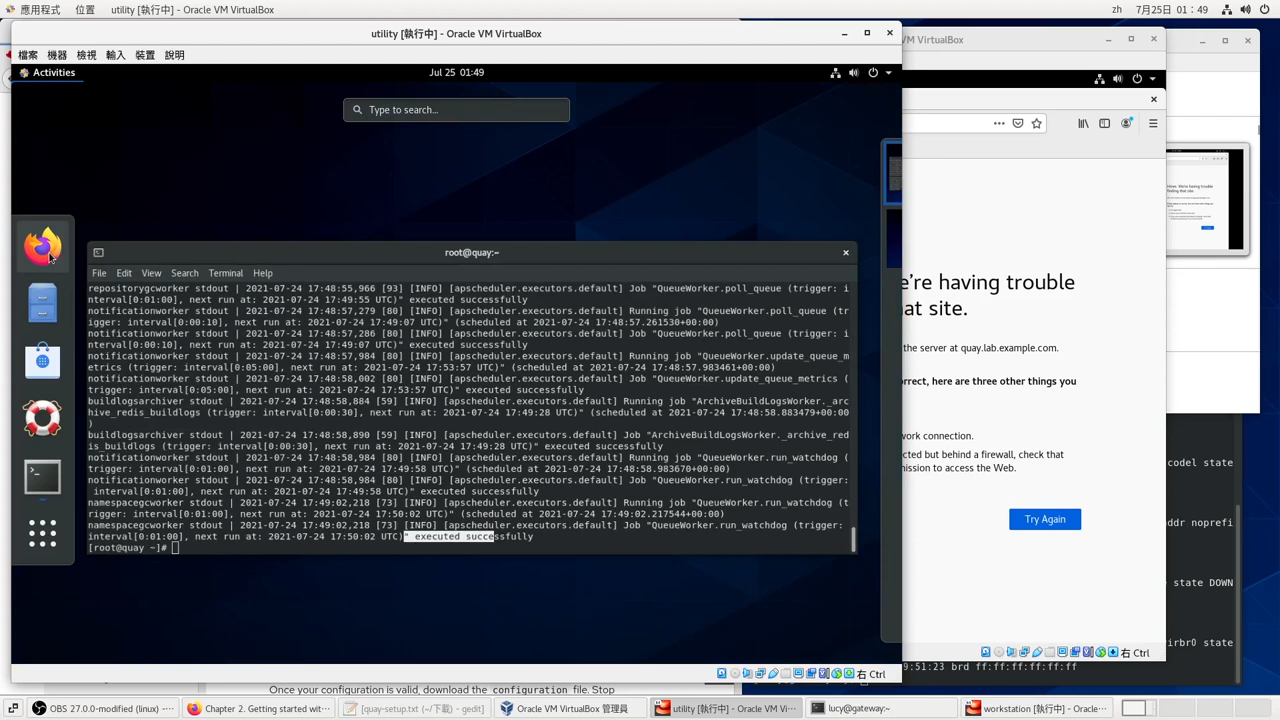 應用程式 位置 utility [執行中] - Oracle VM VirtualBox zh 7月25日 01：49
utility [執行中] - Oracle VM VirtualBox
VM VirtualBox
檔案 機器 檢視 輸入 裝置 說明
Activities Jul 25 01:49
Type to search...
root@quay:~
File Edit View Search Terminal Help
repositorygcworker stdout | 2021-07-24 17:48:55,966 [93] [INFO] [apscheduler.executors.default] Job "QueueWorker.poll_queue (trigger: i
nterval[0:01:00], next run at: 2021-07-24 17:49:55 UTC)" executed successfully
notificationworker stdout | 2021-07-24 17:48:57,279 [80] [INFO] [apscheduler.executors.default] Running job "QueueWorker.poll_queue (tr
igger: interval[0:00:10], next run at: 2021-07-24 17:49:07 UTC)" (scheduled at 2021-07-24 17:48:57.261530+00:00)
notificationworker stdout | 2021-07-24 17:48:57,286 [80] [INFO] [apscheduler.executors.default] Job "QueueWorker.poll_queue (trigger: i
nterval[0:00:10], next run at: 2021-07-24 17:49:07 UTC)" executed successfully
notificationworker stdout | 2021-07-24 17:48:57,984 [80] [INFO] [apscheduler.executors.default] Running job "QueueWorker.update_queue_m
etrics (trigger: interval[0:05:00], next run at: 2021-07-24 17:53:57 UTC)" (scheduled at 2021-07-24 17:48:57.983461+00:00)
notificationworker stdout | 2021-07-24 17:48:58,002 [80] [INFO] [apscheduler.executors.default] Job "QueueWorker.update_queue_metrics (
trigger: interval[0:05:00], next run at: 2021-07-24 17:53:57 UTC)" executed successfully
buildlogsarchiver stdout | 2021-07-24 17:48:58,884 [59] [INFO] [apscheduler.executors.default] Running job "ArchiveBuildLogsWorker._arc
hive_redis_buildlogs (trigger: interval[0:00:30], next run at: 2021-07-24 17:49:28 UTC)" (scheduled at 2021-07-24 17:48:58.883479+00:00
)
buildlogsarchiver stdout | 2021-07-24 17:48:58,890 [59] [INFO] [apscheduler.executors.default] Job "ArchiveBuildLogsWorker._archive_red
is_buildlogs (trigger: interval[0:00:30], next run at: 2021-07-24 17:49:28 UTC)" executed successfully
notificationworker stdout | 2021-07-24 17:48:58,984 [80] [INFO] [apscheduler.executors.default] Running job "QueueWorker.run_watchdog (
trigger: interval[0:01:00], next run at: 2021-07-24 17:49:58 UTC)" (scheduled at 2021-07-24 17:48:58.983670+00:00)
notificationworker stdout | 2021-07-24 17:48:58,984 [80] [INFO] [apscheduler.executors.default] Job "QueueWorker.run_watchdog (trigger:
 interval[0:01:00], next run at: 2021-07-24 17:49:58 UTC)" executed successfully
namespacegcworker stdout | 2021-07-24 17:49:02,218 [73] [INFO] [apscheduler.executors.default] Running job "QueueWorker.run_watchdog (t
rigger: interval[0:01:00], next run at: 2021-07-24 17:50:02 UTC)" (scheduled at 2021-07-24 17:49:02.217544+00:00)
namespacegcworker stdout | 2021-07-24 17:49:02,218 [73] [INFO] [apscheduler.executors.default] Job "QueueWorker.run_watchdog (trigger:
interval[0:01:00], next run at: 2021-07-24 17:50:02 UTC)" executed successfully
[root@quay ~]#
e're having trouble
at site.
the server at quay.lab.example.com.
orrect, here are three other things you
work connection.
cted but behind a firewall, check that
mission to access the Web.
Try Again
Hmm. We're having trouble
finding that site.
codel state
addr noprefi
state DOWN
virbr0 state
9:51:23 brd ff:ff:ff:ff:ff:ff
右 Ctrl
右 Ctrl
Once your configuration is valid, download the configuration file. Stop
OBS 27.0.0-modified (linux) - ... Chapter 2. Getting started wit... [quay-setup.txt (~/下載) - gedit] Oracle VM VirtualBox 管理員 utility [執行中] - Oracle VM Vi... lucy@gateway:~ workstation [執行中] - Oracle ...